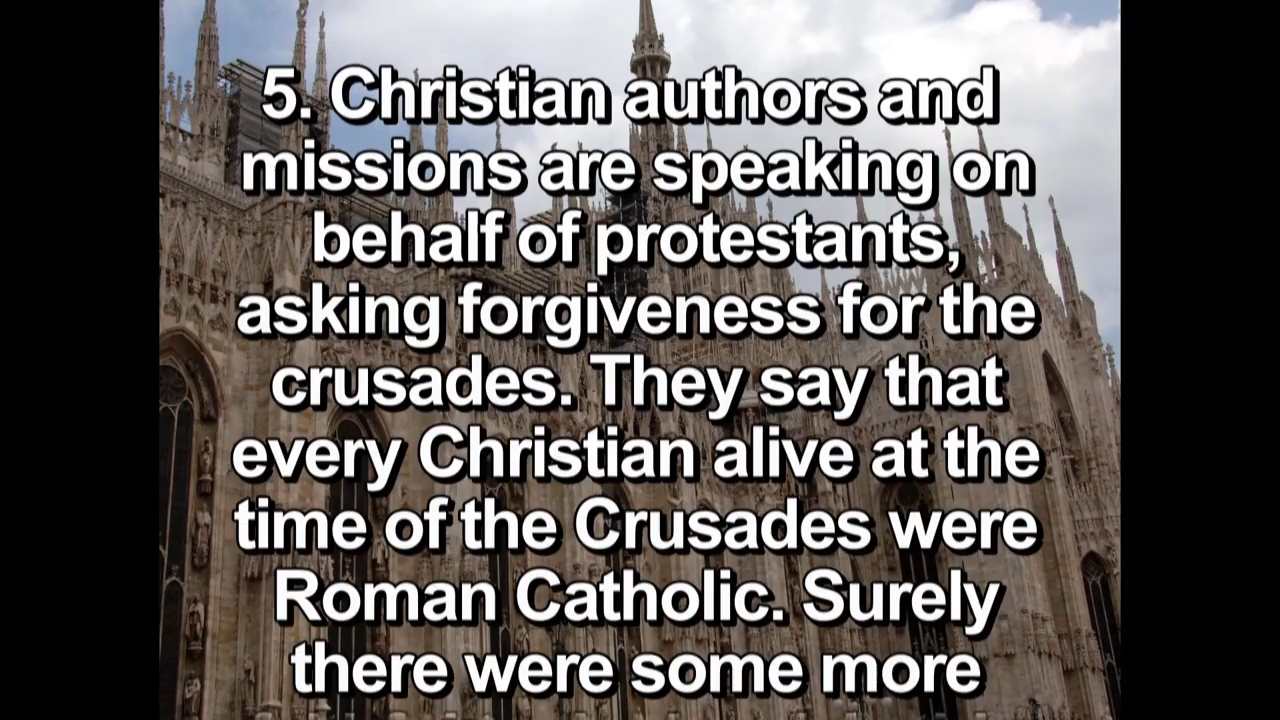 5. Christian authors and
missions are speaking on
behalf of protestants,
asking forgiveness for the
crusades. They say that
every Christian alive at the
time of the Crusades were
Roman Catholic. Surely
there were some more